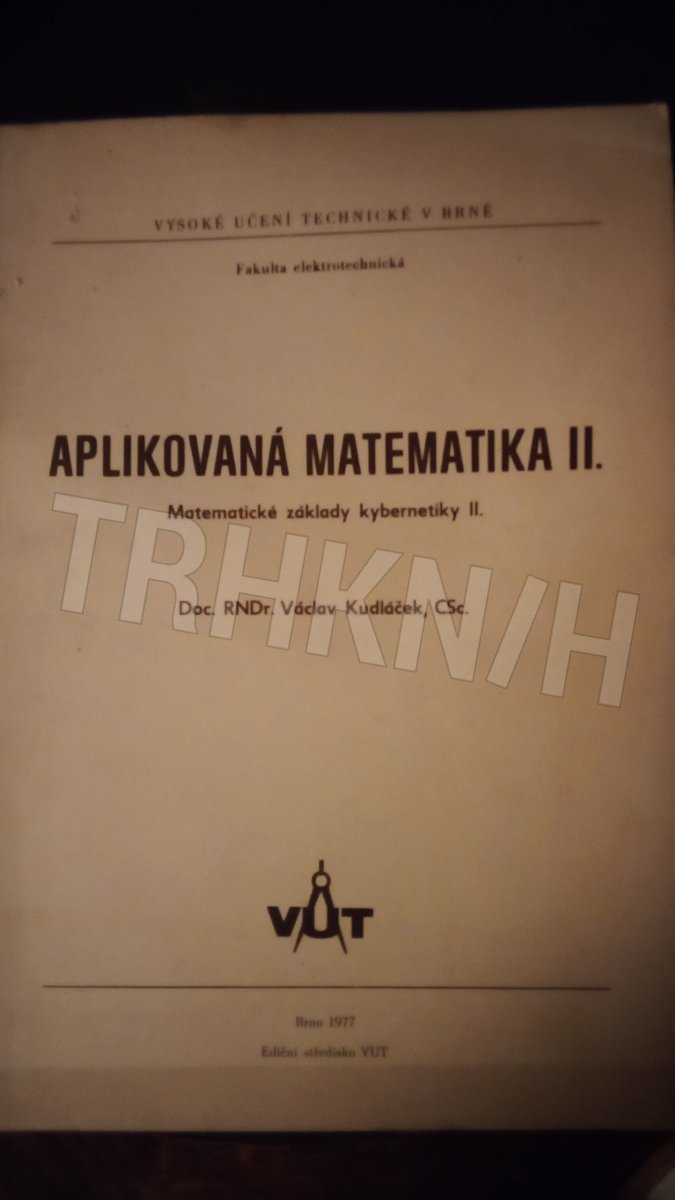 VYSOKÉ UČENÍ TECHNICKÉ V BRNĚ
Fakulta elektrotechnická
APLIKOVANÁ MATEMATIKA II.
Matematické základy kybernetiky II.
TRHKN/H
Doc. RNDr. Václav Kudláček, CSc.
VUT
Brno 1977
Ediční středisko VUT